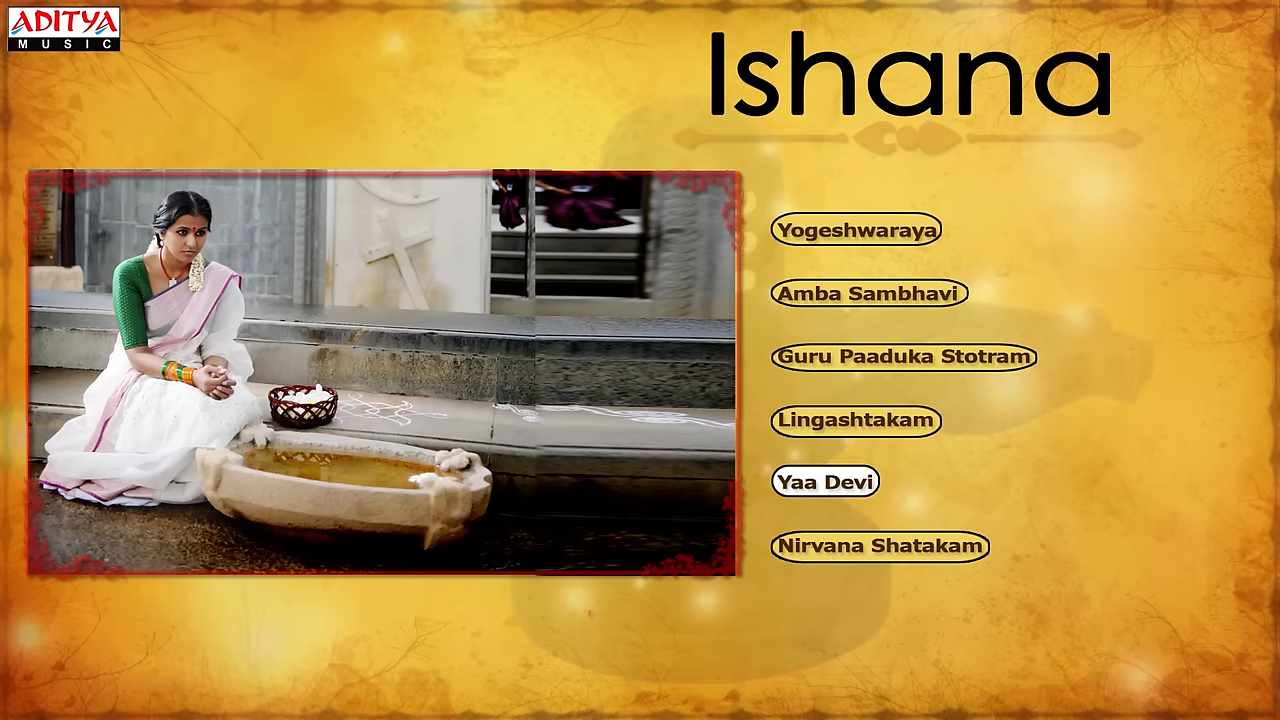 ADITYA
MUSIC
Ishana
Yogeshwaraya
Amba Sambhavi
Guru Paaduka Stotram
Lingashtakam
Yaa Devi
Nirvana Shatakam